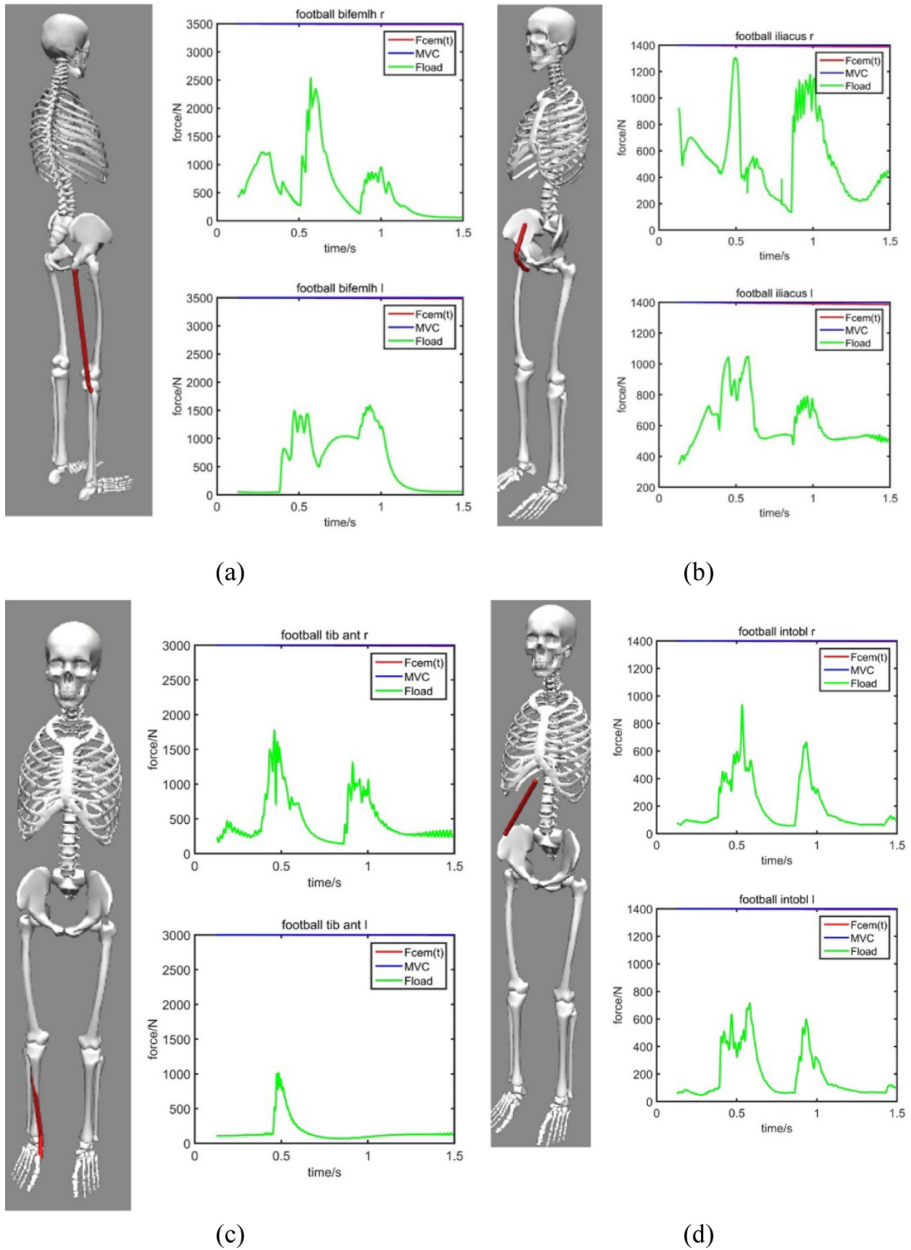 football bifemlh r
3500
3000
2500
2000
1500
1000
500
0
force/N
Fcem(t)
MVC
Fload
0 0.5 1 1.5
time/s
football bifemlh l
3500
3000
2500
2000
1500
1000
500
0
force/N
Fcem(t)
MVC
Fload
0 0.5 1 1.5
time/s
(a)
football iliacus r
1400
1200
1000
800
600
400
200
0
force/N
Fcem(t)
MVC
Fload
0 0.5 1 1.5
time/s
football iliacus l
1400
1200
1000
800
600
400
200
force/N
Fcem(t)
MVC
Fload
0 0.5 1 1.5
time/s
(b)
football tib ant r
3000
2500
2000
1500
1000
500
0
force/N
Fcem(t)
MVC
Fload
0 0.5 1 1.5
time/s
football tib ant l
3000
2500
2000
1500
1000
500
0
force/N
Fcem(t)
MVC
Fload
0 0.5 1 1.5
time/s
(c)
football intobl r
1400
1200
1000
800
600
400
200
0
force/N
Fcem(t)
MVC
Fload
0 0.5 1 1.5
time/s
football intobl l
1400
1200
1000
800
600
400
200
0
force/N
Fcem(t)
MVC
Fload
0 0.5 1 1.5
time/s
(d)